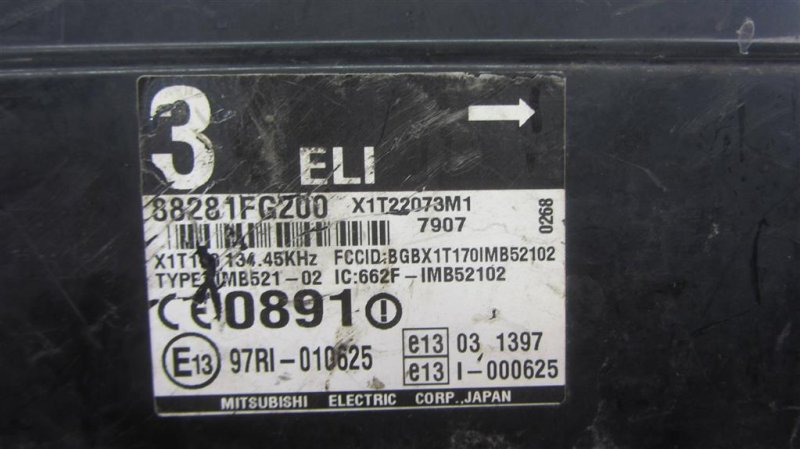 3
ELI
88281FG200 X1T22073M1
7907
0268
134.45KHz FCCID:BGBX1T170IMB52102
TYPE: IMB521-02 IC:662F-IMB52102
CE0891
E13 97RI-010625
e13 03 1397
e13 I-000625
MITSUBISHI ELECTRIC CORP.,JAPAN